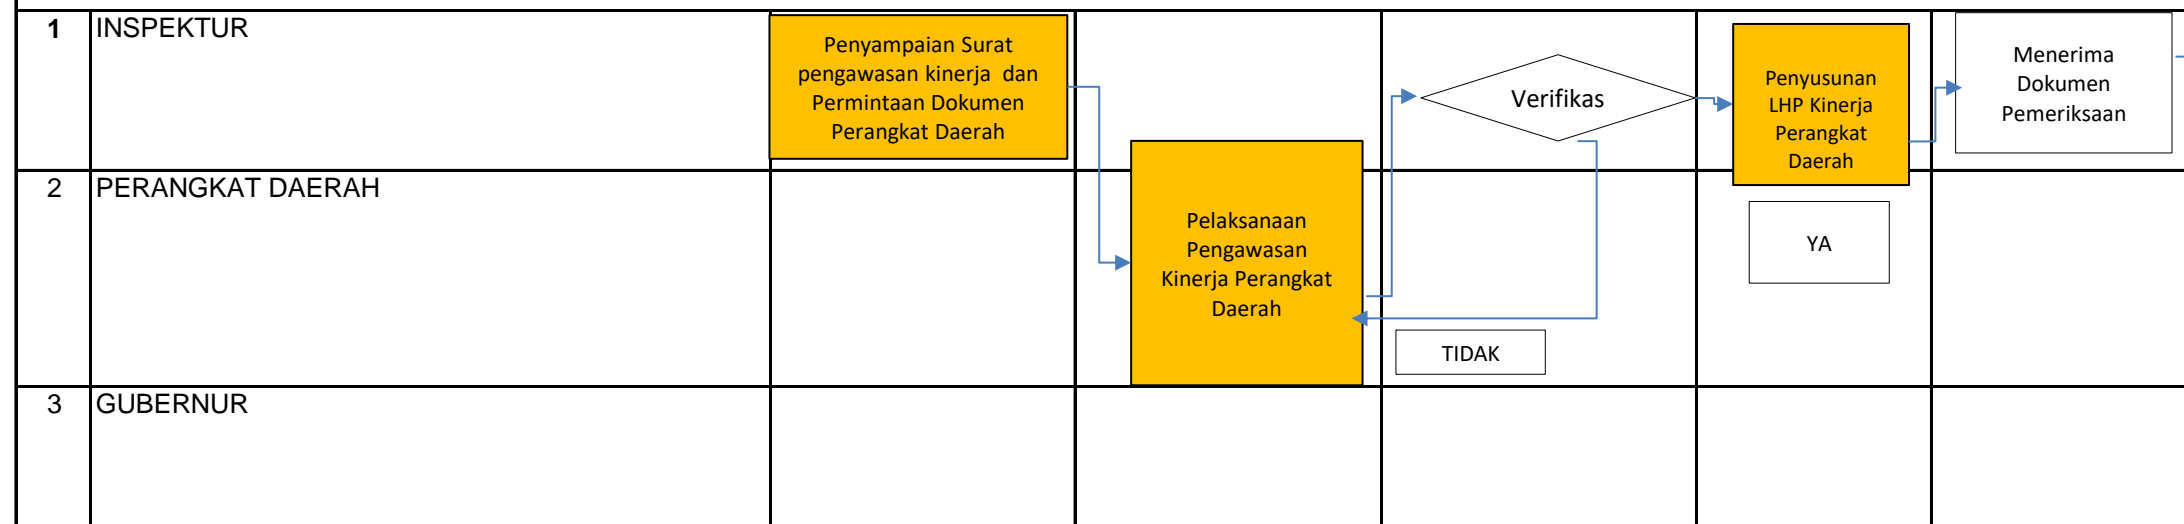 1
INSPEKTUR
Penyampaian Surat
pengawasan kinerja dan
Permintaan Dokumen
Perangkat Daerah
Verifikas
Penyusunan
LHP Kinerja
Perangkat
Daerah
Menerima
Dokumen
Pemeriksaan
2
PERANGKAT DAERAH
Pelaksanaan
Pengawasan
Kinerja Perangkat
Daerah
YA
TIDAK
3
GUBERNUR